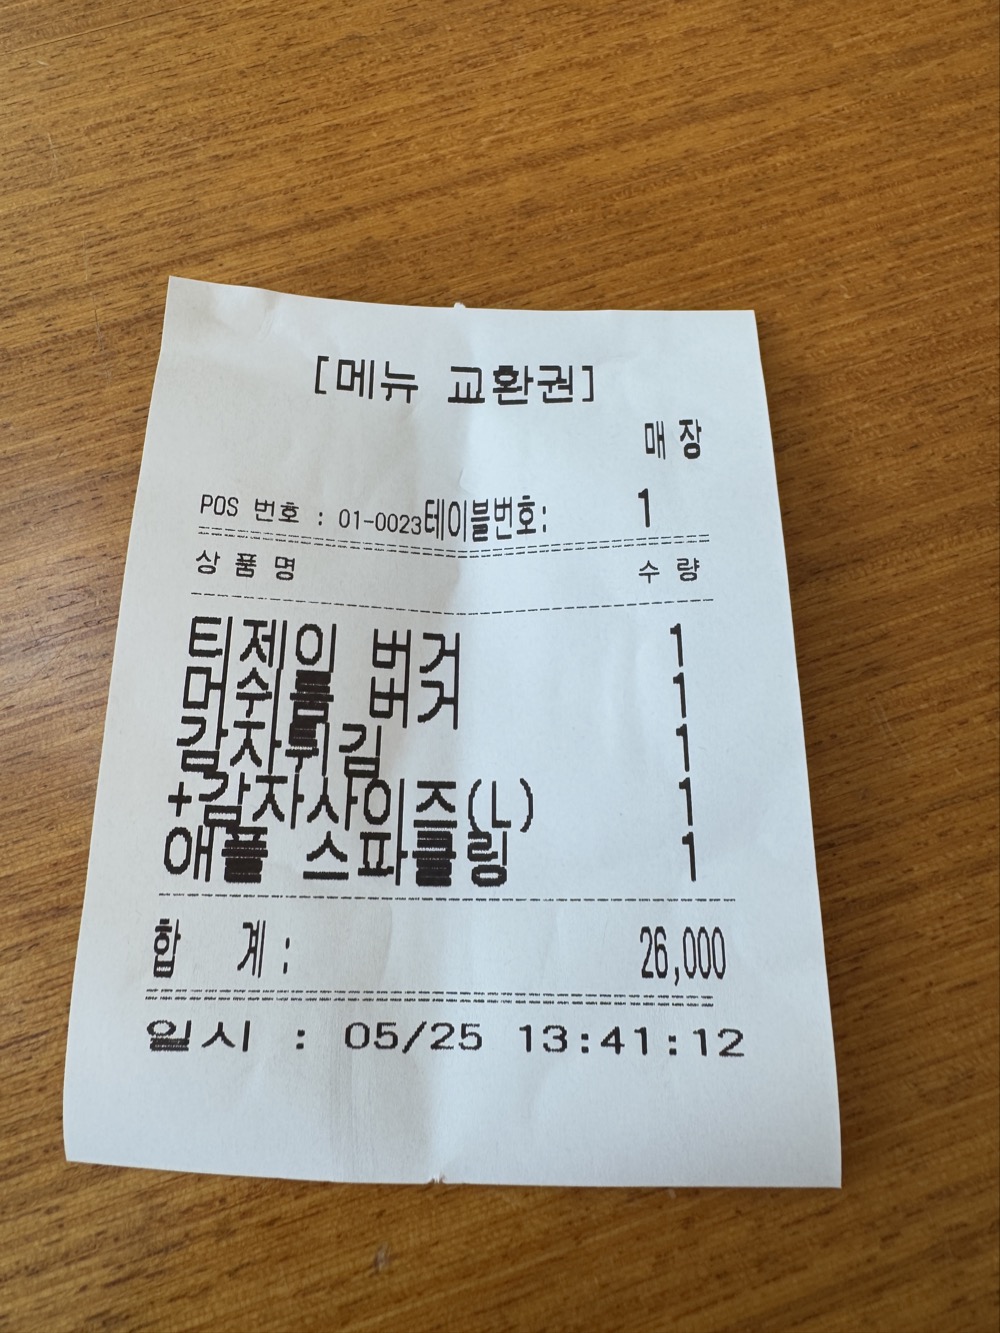 [메뉴 교환권]
매장
POS 번호 : 01-0023테이블번호: 1
상품명 수량
티제이 버거 1
머쉬룸 버거 1
감자튀김 1
+감자사이즈(L) 1
애플 스파클링 1
합 계: 26,000
일시 : 05/25 13:41:12